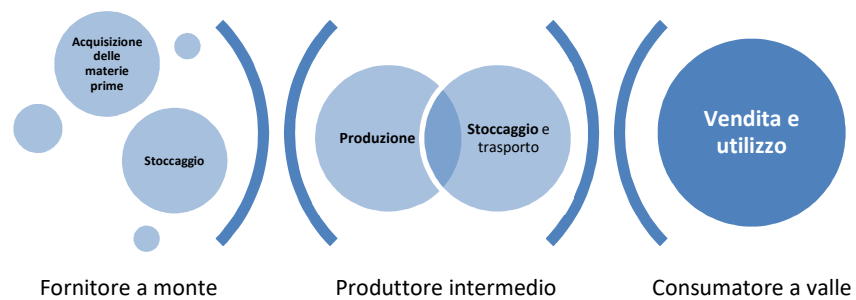 Acquisizione
delle
materie
prime
Stoccaggio
Produzione
Stoccaggio e
trasporto
Vendita e
utilizzo
Fornitore a monte
Produttore intermedio
Consumatore a valle